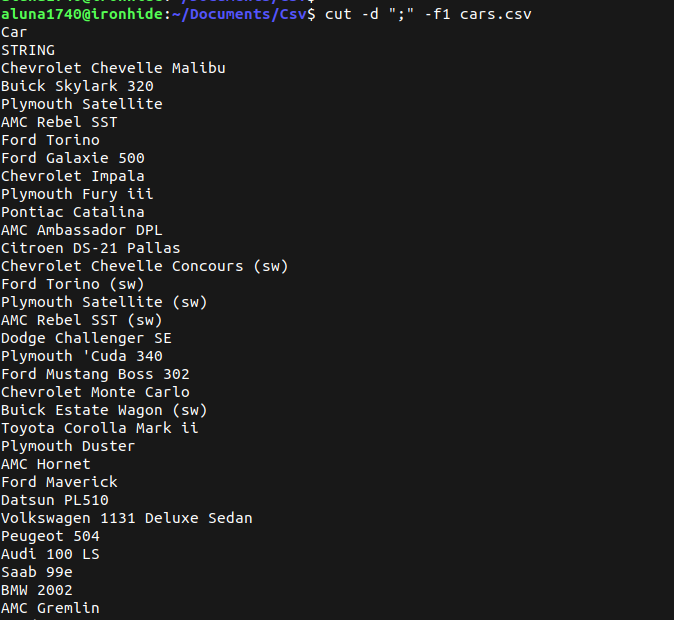 aluna1740@ironhide:~/Documents/Csv$ cut -d ";" -f1 cars.csv
Car
STRING
Chevrolet Chevelle Malibu
Buick Skylark 320
Plymouth Satellite
AMC Rebel SST
Ford Torino
Ford Galaxie 500
Chevrolet Impala
Plymouth Fury iii
Pontiac Catalina
AMC Ambassador DPL
Citroen DS-21 Pallas
Chevrolet Chevelle Concours (sw)
Ford Torino (sw)
Plymouth Satellite (sw)
AMC Rebel SST (sw)
Dodge Challenger SE
Plymouth 'Cuda 340
Ford Mustang Boss 302
Chevrolet Monte Carlo
Buick Estate Wagon (sw)
Toyota Corolla Mark ii
Plymouth Duster
AMC Hornet
Ford Maverick
Datsun PL510
Volkswagen 1131 Deluxe Sedan
Peugeot 504
Audi 100 LS
Saab 99e
BMW 2002
AMC Gremlin